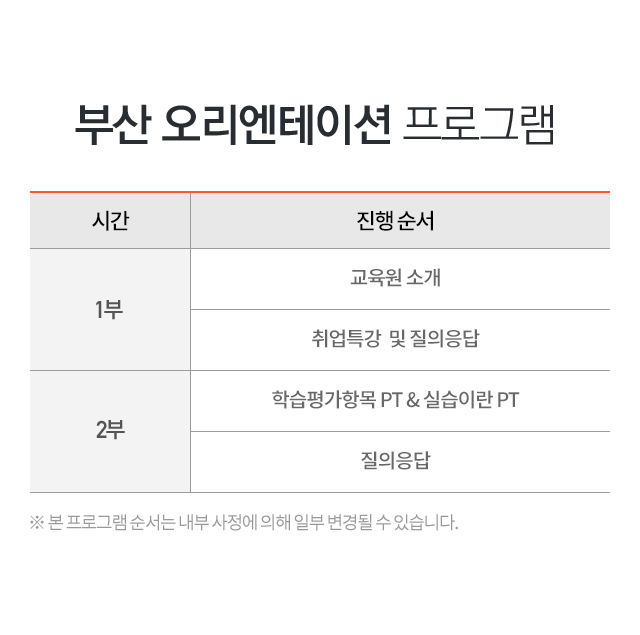 부산 오리엔테이션 프로그램
시간 진행 순서
1부
교육원 소개
취업특강 및 질의응답
2부
학습평가항목 PT & 실습이란 PT
질의응답
※ 본 프로그램 순서는 내부 사정에 의해 일부 변경될 수 있습니다.